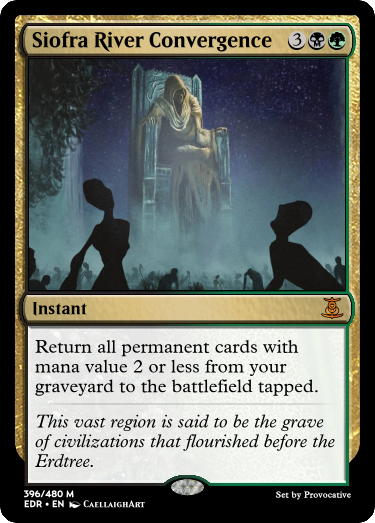 Siofra River Convergence 3
Instant
Return all permanent cards with
mana value 2 or less from your
graveyard to the battlefield tapped.
This vast region is said to be the grave
of civilizations that flourished before the
Erdtree.
396/480 M
EDR • EN CaellaighArt
Set by Provocative